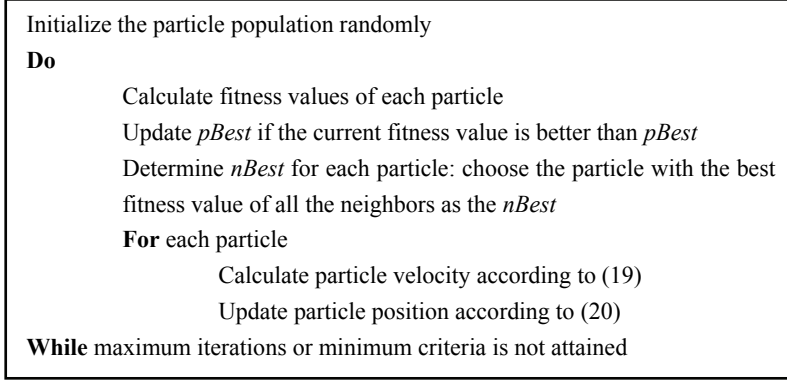 Initialize the particle population randomly
Do
Calculate fitness values of each particle
Update pBest if the current fitness value is better than pBest
Determine nBest for each particle: choose the particle with the best
fitness value of all the neighbors as the nBest
For each particle
Calculate particle velocity according to (19)
Update particle position according to (20)
While maximum iterations or minimum criteria is not attained